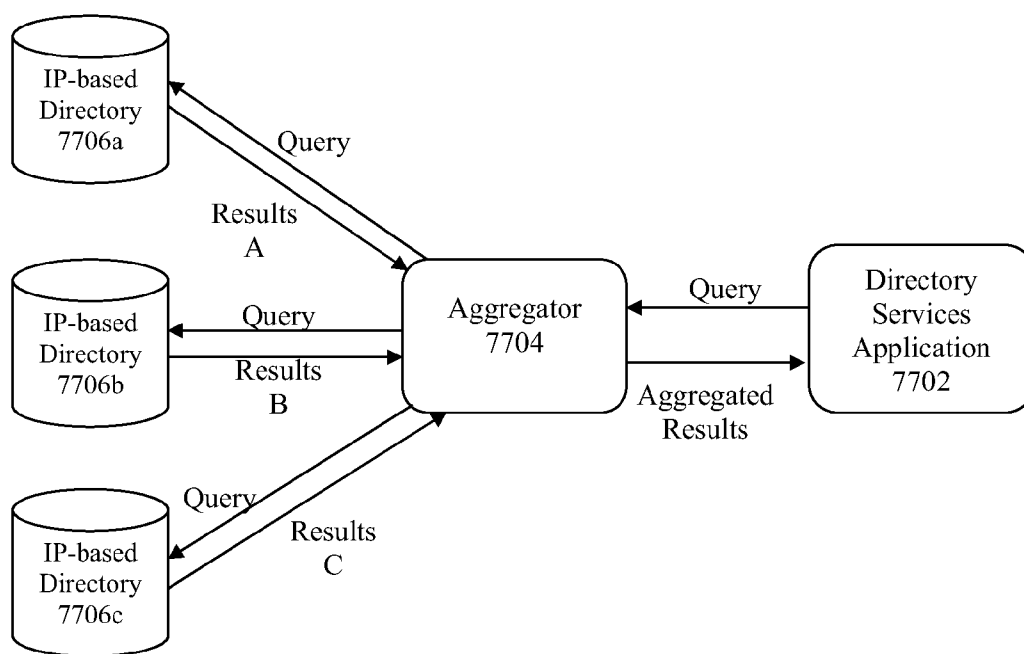 IP-based
Directory
7706a
Query
Results
A
IP-based
Directory
7706b
Query
Results
B
Aggregator
7704
Query
Aggregated
Results
Directory
Services
Application
7702
IP-based
Directory
7706c
Query
Results
C